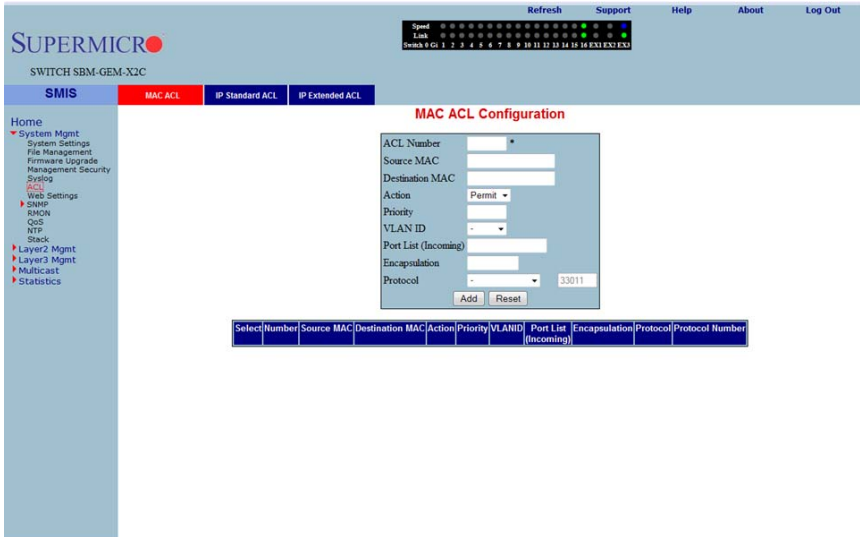 Refresh Support Help About Log Out
SUPERMICRO
SWITCH SBM-GEM-X2C
Speed
Link
Switch 0 Gi 1 2 3 4 5 6 7 8 9 10 11 12 13 14 15 16 EX1 EX2 EX3
SMIS
MAC ACL IP Standard ACL IP Extended ACL
Home
System Mgmt
System Settings
File Management
Firmware Upgrade
Management Security
Syslog
ACL
Web Settings
SNMP
RMON
QoS
NTP
Stack
Layer2 Mgmt
Layer3 Mgmt
Multicast
Statistics
MAC ACL Configuration
ACL Number *
Source MAC
Destination MAC
Action Permit
Priority
VLAN ID -
Port List (Incoming)
Encapsulation
Protocol - 33011
Add Reset
Select Number Source MAC Destination MAC Action Priority VLANID Port List (Incoming) Encapsulation Protocol Protocol Number